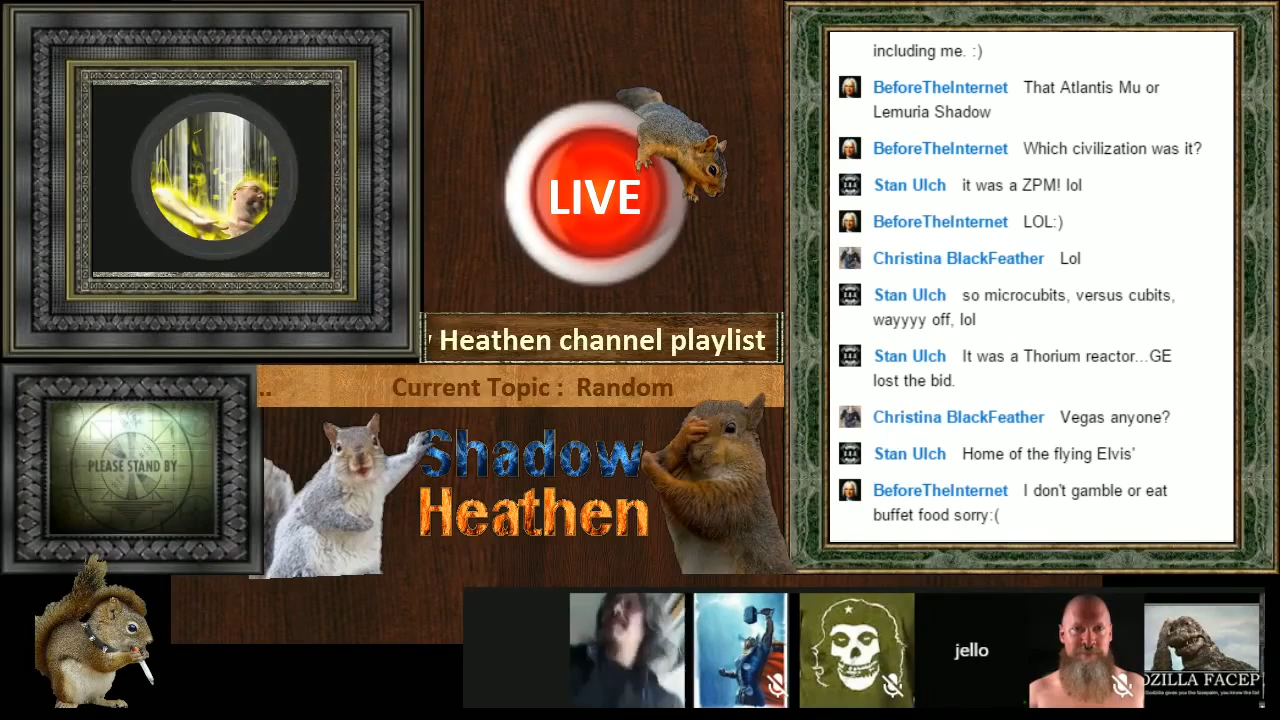 LIVE
Heathen channel playlist
.. Current Topic : Random
PLEASE STAND BY
Shadow
Heathen
including me. :)
BeforeTheInternet That Atlantis Mu or
Lemuria Shadow
BeforeTheInternet Which civilization was it?
Stan Ulch it was a ZPM! lol
BeforeTheInternet LOL:)
Christina BlackFeather Lol
Stan Ulch so microcubits, versus cubits,
wayyyy off, lol
Stan Ulch It was a Thorium reactor...GE
lost the bid.
Christina BlackFeather Vegas anyone?
Stan Ulch Home of the flying Elvis'
BeforeTheInternet I don't gamble or eat
buffet food sorry:(
jello
DZILLA FACEP